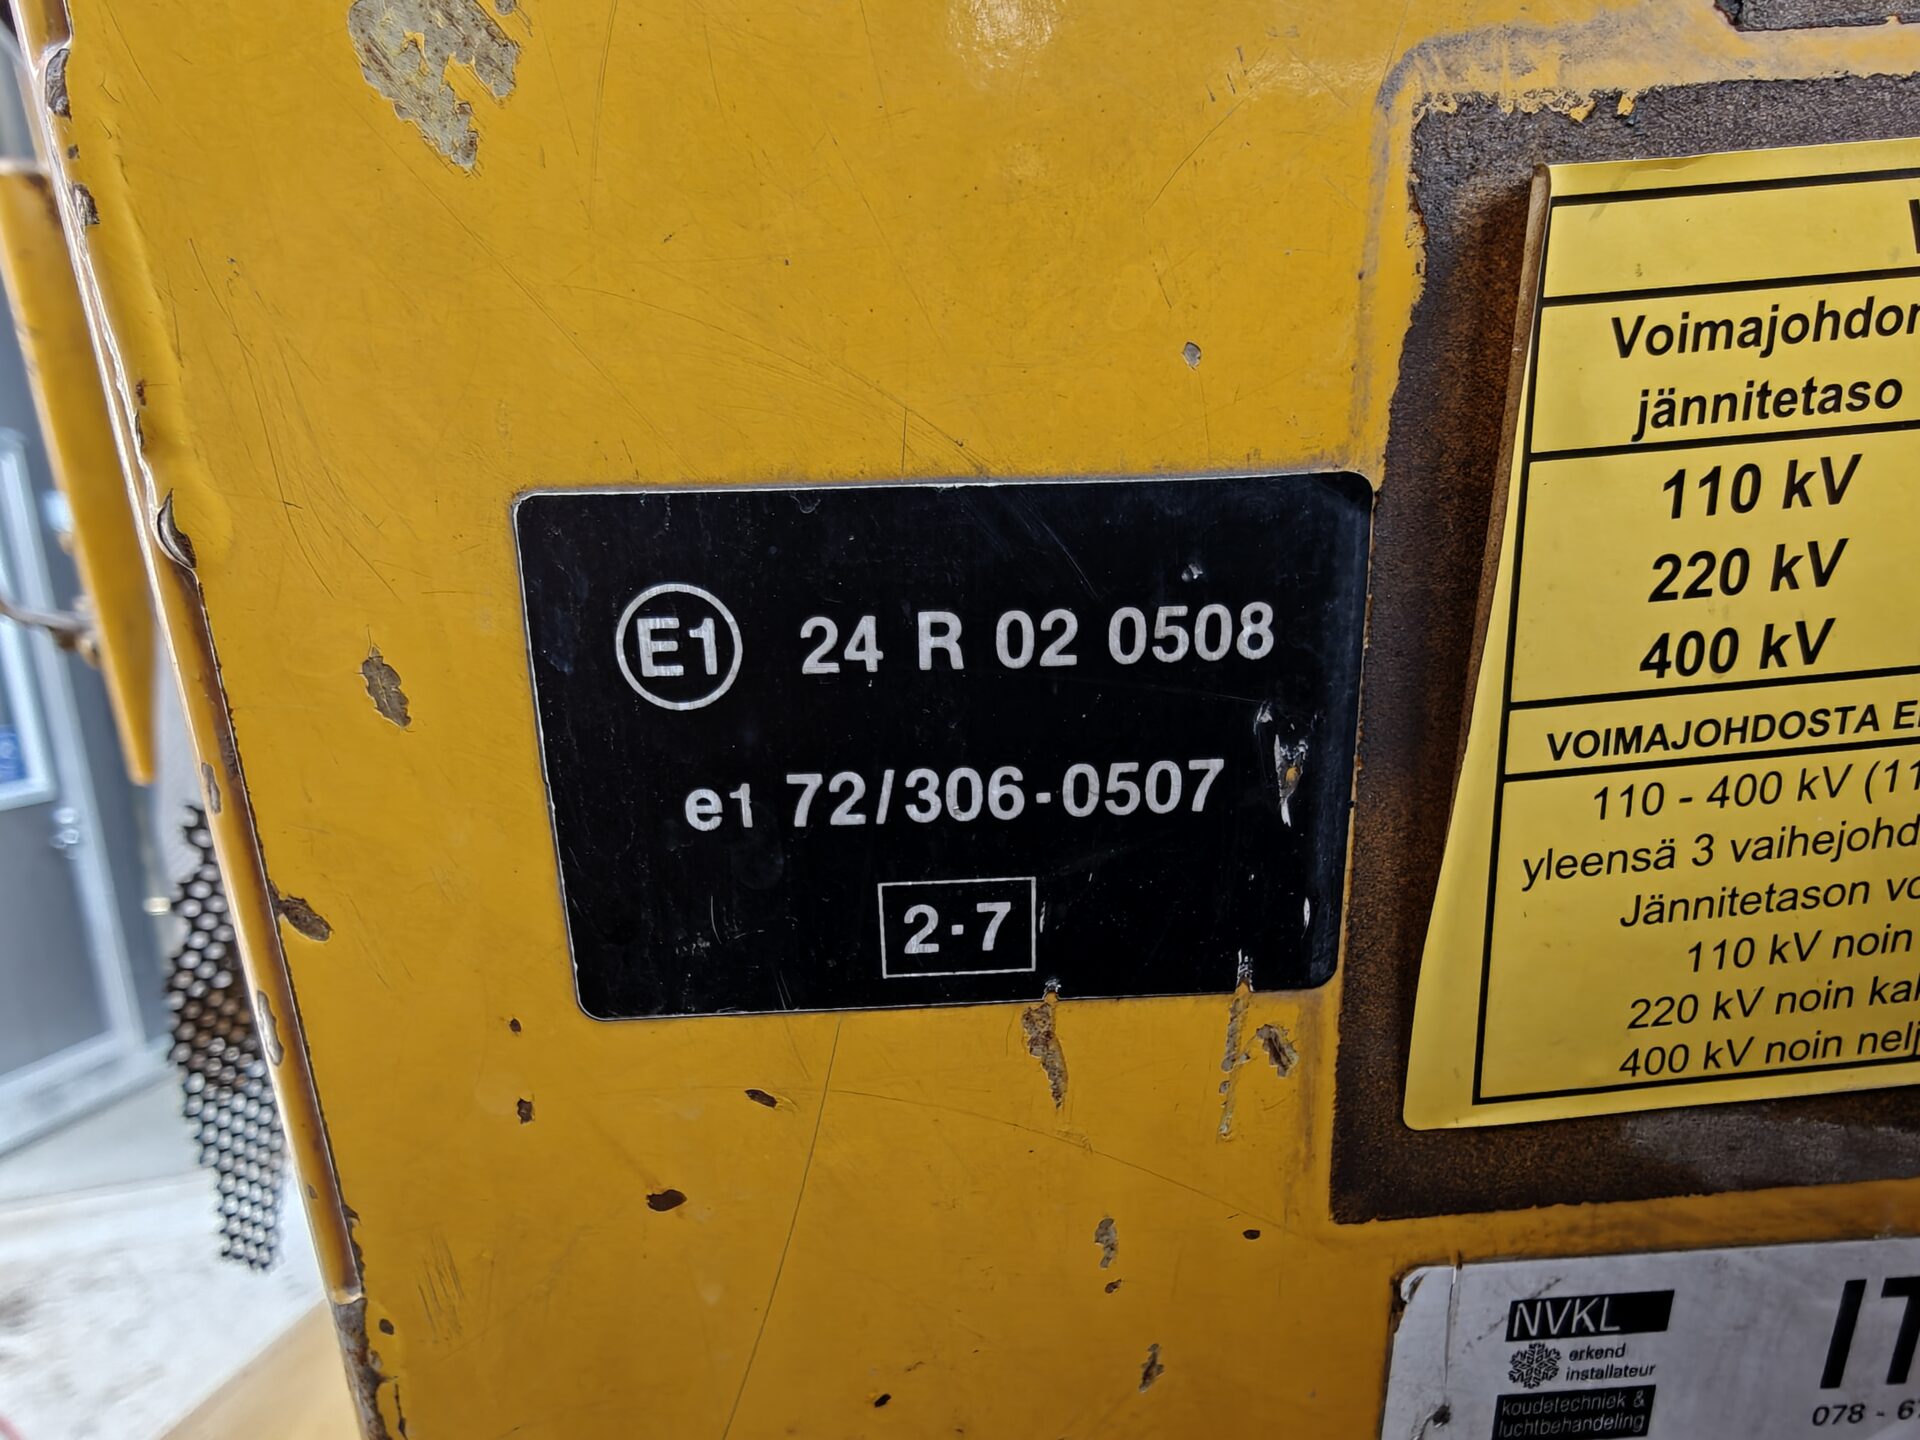 E1 24 R 02 0508
e1 72/306-0507
2·7
jännitetaso
110 kV
220 kV
400 kV
VOIMAJOHDOSTA
110 - 400 kV
yleensä 3
Jännitetason
110 kV noin
220 kV noin
400 kV noin
NVKL
erkend
installateur
koudetechniek &
luchtbehandeling
078 -